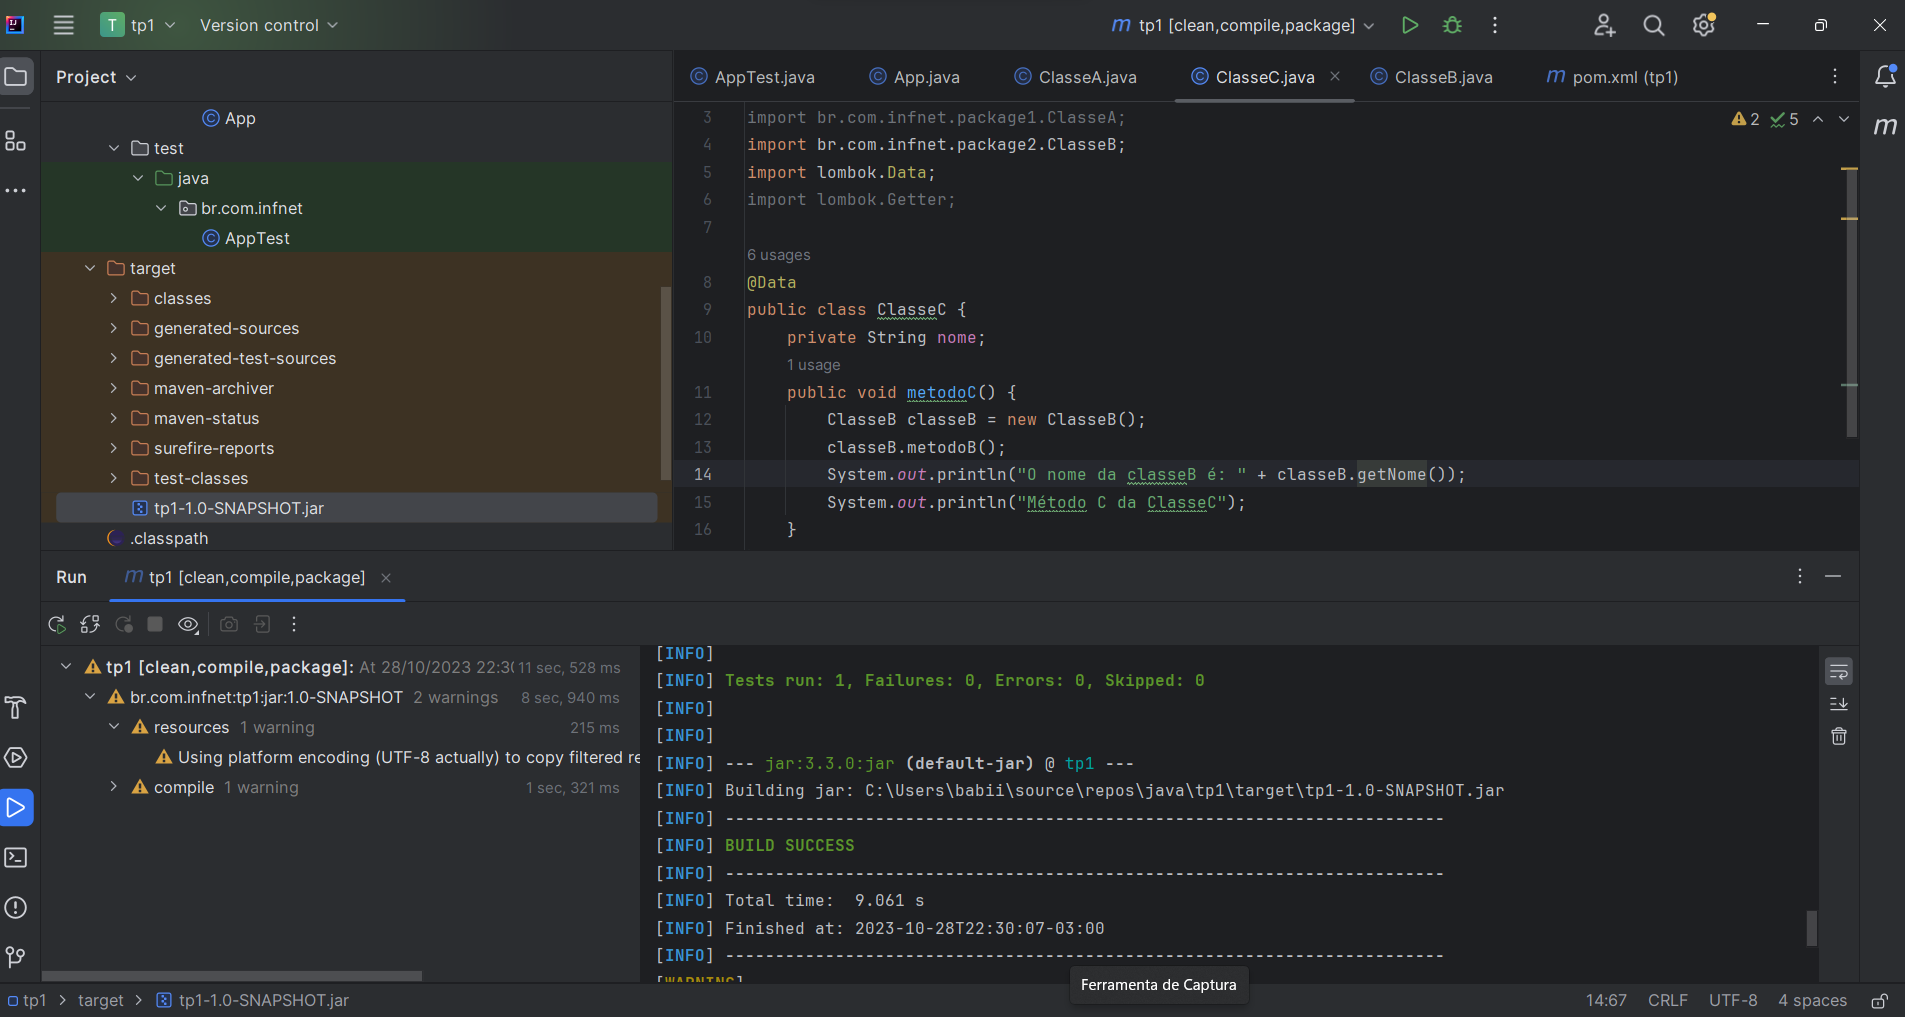 T tp1 Version control
m tp1 [clean,compile,package]
Project
App
test
java
br.com.infnet
AppTest
target
classes
generated-sources
generated-test-sources
maven-archiver
maven-status
surefire-reports
test-classes
tp1-1.0-SNAPSHOT.jar
.classpath
AppTest.java App.java ClasseA.java ClasseC.java ClasseB.java m pom.xml (tp1)
2 5
3 import br.com.infnet.package1.ClasseA;
4 import br.com.infnet.package2.ClasseB;
5 import lombok.Data;
6 import lombok.Getter;
7
6 usages
8 @Data
9 public class ClasseC {
10 private String nome;
1 usage
11 public void metodoC() {
12 ClasseB classeB = new ClasseB();
13 classeB.metodoB();
14 System.out.println("O nome da classeB é: " + classeB.getNome());
15 System.out.println("Método C da ClasseC");
16 }
Run m tp1 [clean,compile,package]
tp1 [clean,compile,package]: At 28/10/2023 22:3 11 sec, 528 ms
br.com.infnet:tp1:jar:1.0-SNAPSHOT 2 warnings 8 sec, 940 ms
resources 1 warning 215 ms
Using platform encoding (UTF-8 actually) to copy filtered re
compile 1 warning 1 sec, 321 ms
[INFO]
[INFO] Tests run: 1, Failures: 0, Errors: 0, Skipped: 0
[INFO]
[INFO]
[INFO] --- jar:3.3.0:jar (default-jar) @ tp1 ---
[INFO] Building jar: C:\Users\babii\source\repos\java\tp1\target\tp1-1.0-SNAPSHOT.jar
[INFO] ------------------------------------------------------------------------
[INFO] BUILD SUCCESS
[INFO] ------------------------------------------------------------------------
[INFO] Total time:  9.061 s
[INFO] Finished at: 2023-10-28T22:30:07-03:00
[INFO] ------------------------------------------------------------------------
[WARNING]
Ferramenta de Captura
tp1 > target > tp1-1.0-SNAPSHOT.jar
14:67 CRLF UTF-8 4 spaces